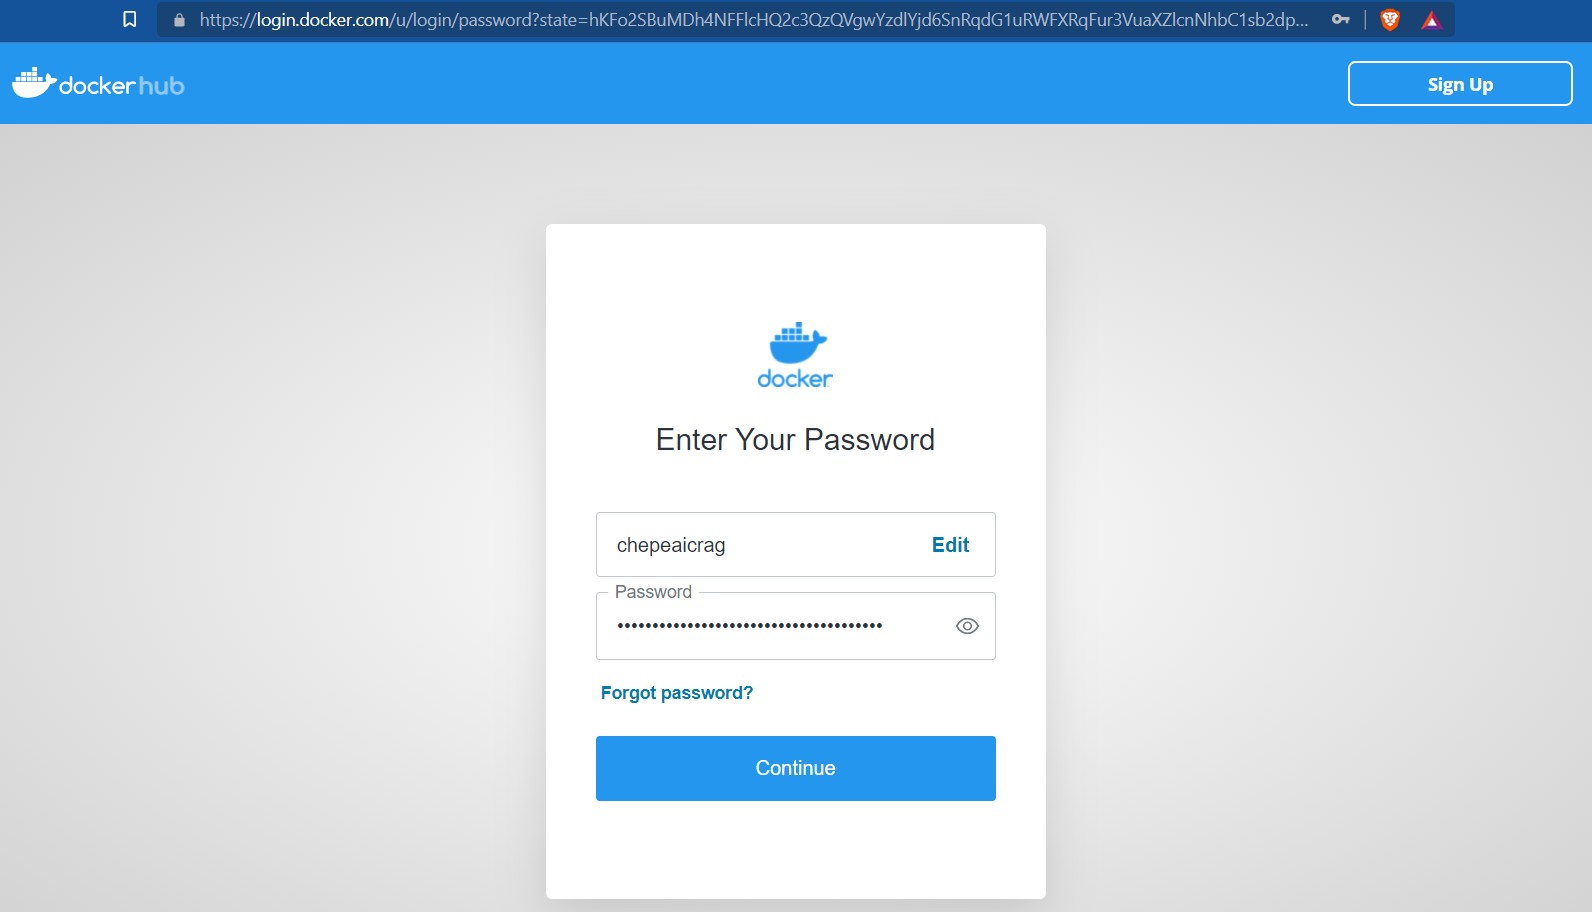 https://login.docker.com/u/login/password?state=hKFo2SBuMDh4NFFlcHQ2c3QzQVgwYzdlYjd6SnRqdG1uRWFXRqFur3VuaXZlcnNhbC1sb2dp...
docker hub
Sign Up
docker
Enter Your Password
chepeaicrag
Edit
Password
••••••••••••••••••••••••••••••••••••••
Forgot password?
Continue